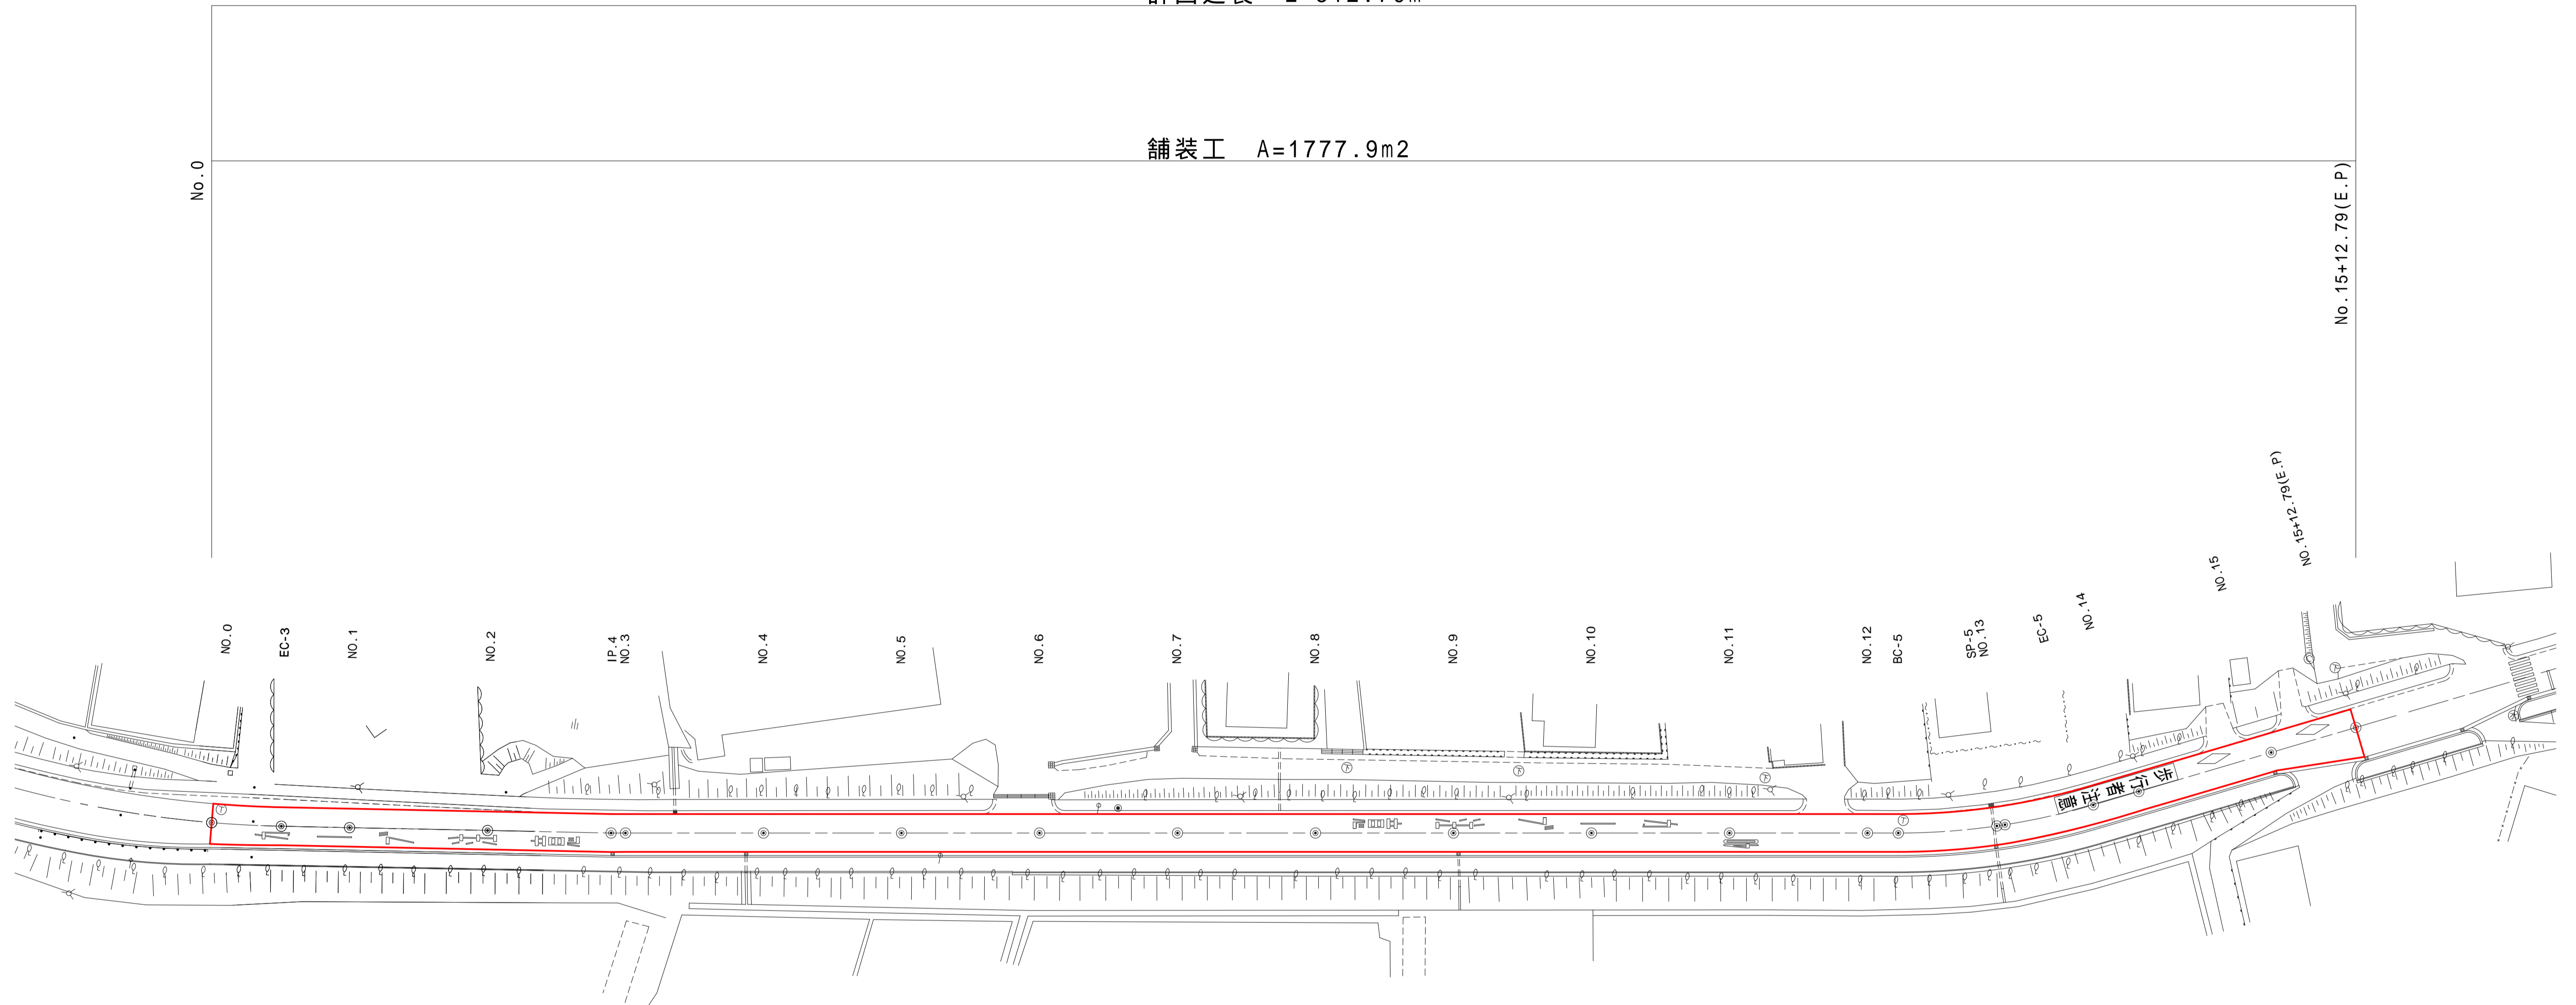 舗装工 A=1777.9m2
No.0
No.15+12.79(E.P)
NO.0
EC-3
NO.1
NO.2
IP.4
NO.3
NO.4
NO.5
NO.6
NO.7
NO.8
NO.9
NO.10
NO.11
NO.12
BC-5
SP-5
NO.13
EC-5
NO.14
NO.15
NO.15+12.79(E.P)
歩行者注意